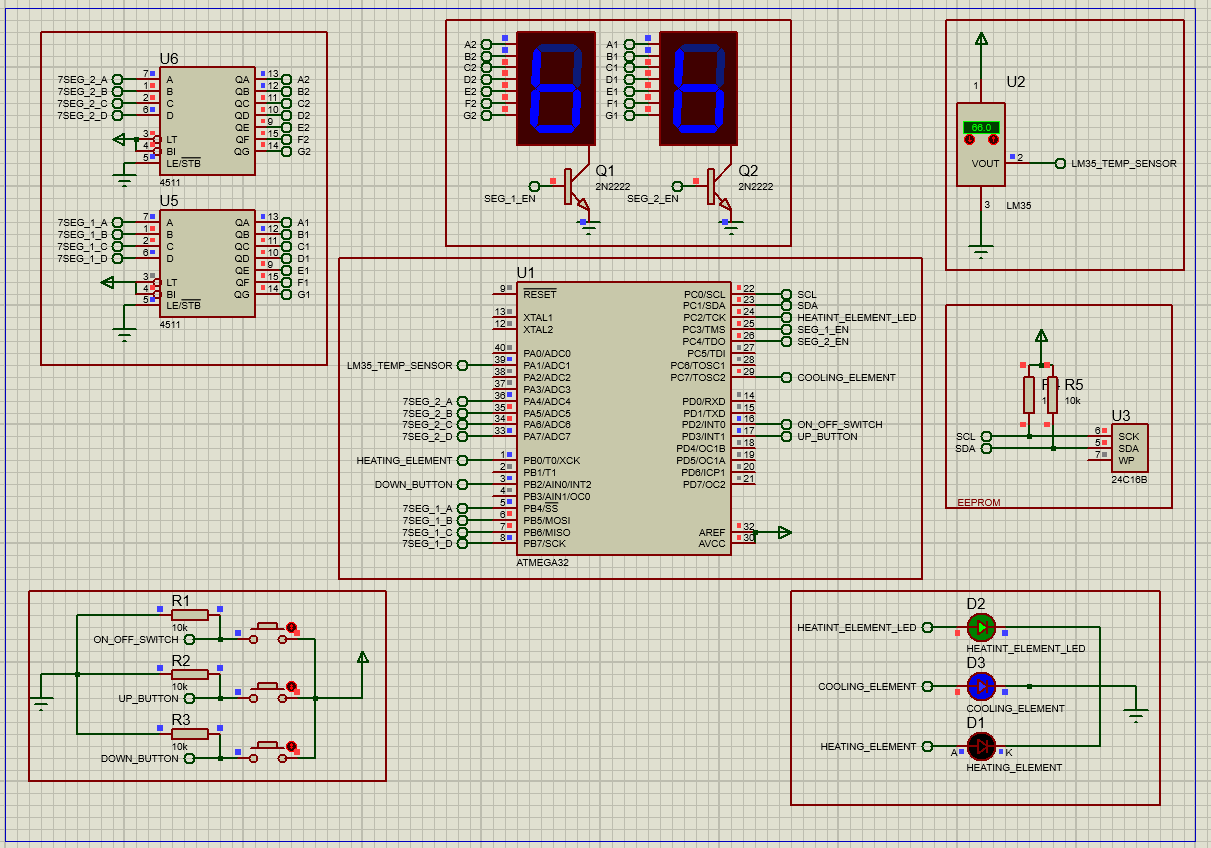 U6
7SEG_2_A 7 A QA 13 A2
7SEG_2_B 1 B QB 12 B2
7SEG_2_C 2 C QC 11 C2
7SEG_2_D 6 D QD 10 D2
QE 9 E2
3 LT QF 15 F2
4 BI QG 14 G2
5 LE/STB
4511
U5
7SEG_1_A 7 A QA 13 A1
7SEG_1_B 1 B QB 12 B1
7SEG_1_C 2 C QC 11 C1
7SEG_1_D 6 D QD 10 D1
QE 9 E1
3 LT QF 15 F1
4 BI QG 14 G1
5 LE/STB
4511
A2 A1
B2 B1
C2 C1
D2 D1
E2 E1
F2 F1
G2 G1
Q1 Q2
2N2222 2N2222
SEG_1_EN SEG_2_EN
1 U2
66.0
VOUT 2 LM35_TEMP_SENSOR
3 LM35
U1
9 RESET PC0/SCL 22 SCL
PC1/SDA 23 SDA
13 XTAL1 PC2/TCK 24 HEATINT_ELEMENT_LED
12 XTAL2 PC3/TMS 25 SEG_1_EN
PC4/TDO 26 SEG_2_EN
40 PA0/ADC0 PC5/TDI 27
LM35_TEMP_SENSOR 39 PA1/ADC1 PC6/TOSC1 28
38 PA2/ADC2 PC7/TOSC2 29 COOLING_ELEMENT
37 PA3/ADC3
7SEG_2_A 36 PA4/ADC4 PD0/RXD 14
7SEG_2_B 35 PA5/ADC5 PD1/TXD 15
7SEG_2_C 34 PA6/ADC6 PD2/INT0 16 ON_OFF_SWITCH
7SEG_2_D 33 PA7/ADC7 PD3/INT1 17 UP_BUTTON
PD4/OC1B 18
HEATING_ELEMENT 1 PB0/T0/XCK PD5/OC1A 19
2 PB1/T1 PD6/ICP1 20
DOWN_BUTTON 3 PB2/AIN0/INT2 PD7/OC2 21
4 PB3/AIN1/OC0
7SEG_1_A 5 PB4/SS
7SEG_1_B 6 PB5/MOSI
7SEG_1_C 7 PB6/MISO AREF 32
7SEG_1_D 8 PB7/SCK AVCC 30
ATMEGA32
R5
10k
U3
SCL 6 SCK
SDA 5 SDA
7 WP
24C16B
EEPROM
R1
10k
ON_OFF_SWITCH
R2
10k
UP_BUTTON
R3
10k
DOWN_BUTTON
D2
HEATINT_ELEMENT_LED
HEATINT_ELEMENT_LED
D3
COOLING_ELEMENT
COOLING_ELEMENT
D1
HEATING_ELEMENT
A K
HEATING_ELEMENT